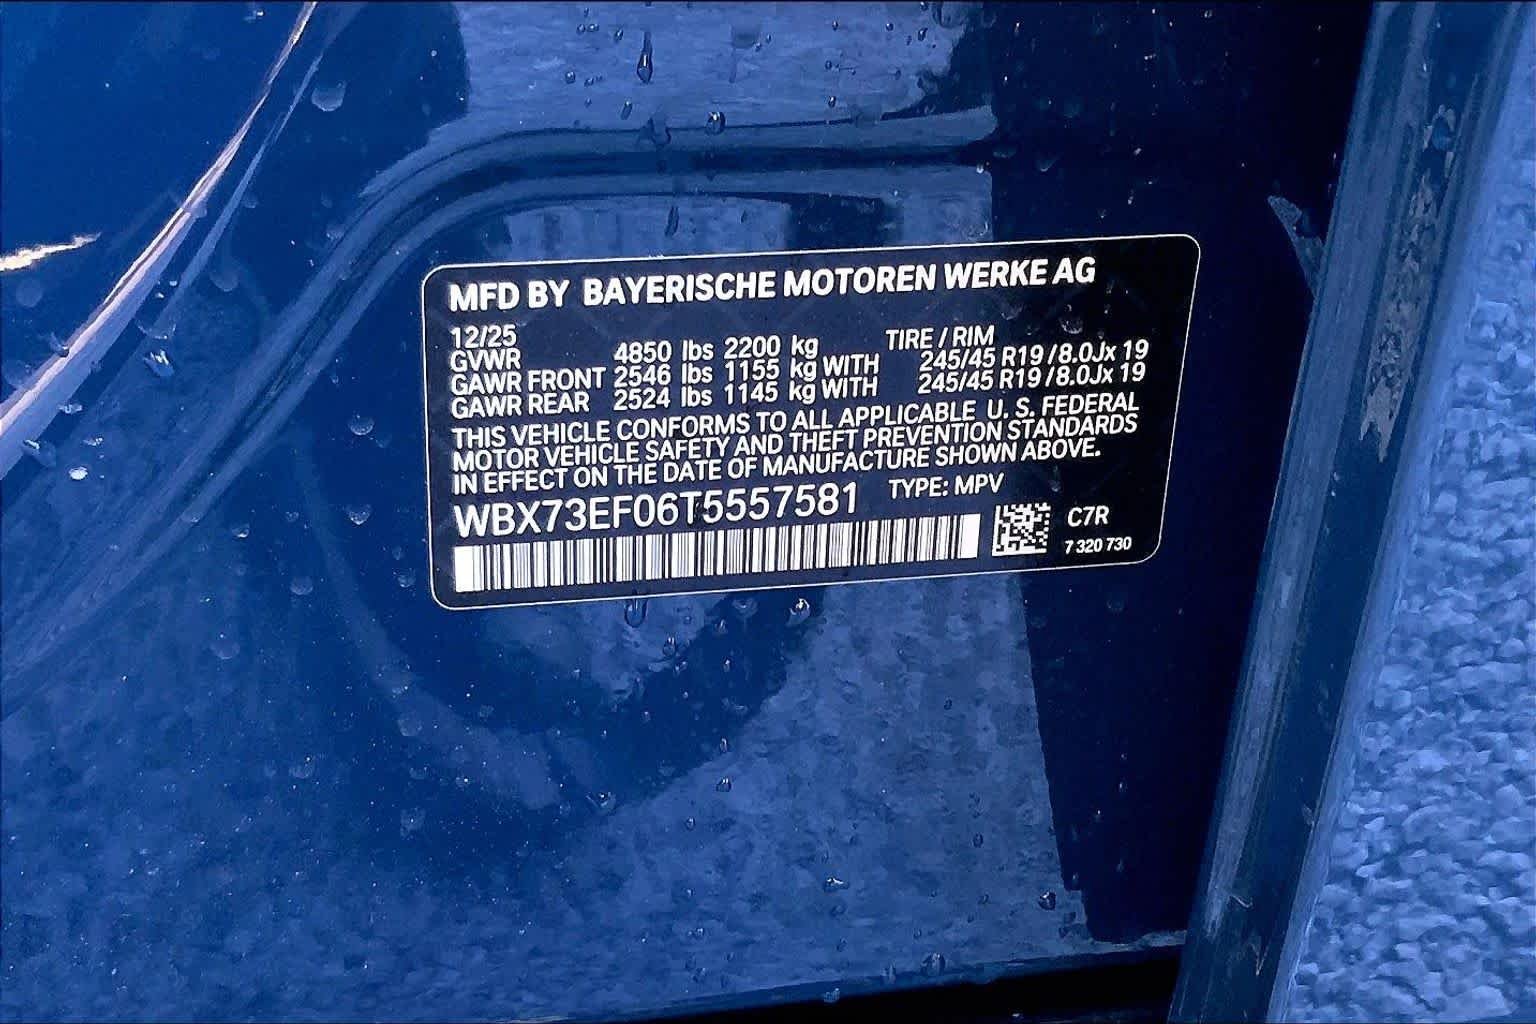 MFD BY BAYERISCHE MOTOREN WERKE AG
12/25
TIRE / RIM
GVWR 4850 lbs 2200 kg
GAWR FRONT 2546 lbs 1155 kg WITH 245/45 R19 / 8.0Jx 19
GAWR REAR 2524 lbs 1145 kg WITH 245/45 R19 / 8.0Jx 19
THIS VEHICLE CONFORMS TO ALL APPLICABLE U. S. FEDERAL
MOTOR VEHICLE SAFETY AND THEFT PREVENTION STANDARDS
IN EFFECT ON THE DATE OF MANUFACTURE SHOWN ABOVE.
WBX73EF06T5557581 TYPE: MPV
C7R
7 320 730